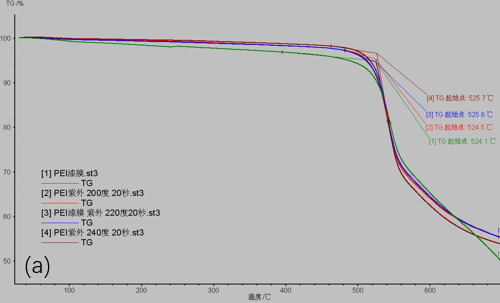 TG /%
100
90
80
70
60
50
[4] TG 起始点: 525.7 ℃
[3] TG 起始点: 525.6 ℃
[2] TG 起始点: 524.5 ℃
[1] TG 起始点: 524.1 ℃
[1] PEI漆膜.st3
TG
[2] PEI紫外 200度 20秒.st3
TG
[3] PEI漆膜 紫外 220度20秒.st3
TG
[4] PEI紫外 240度 20秒.st3
TG
(a)
100 200 300 400 500 600
温度 /℃